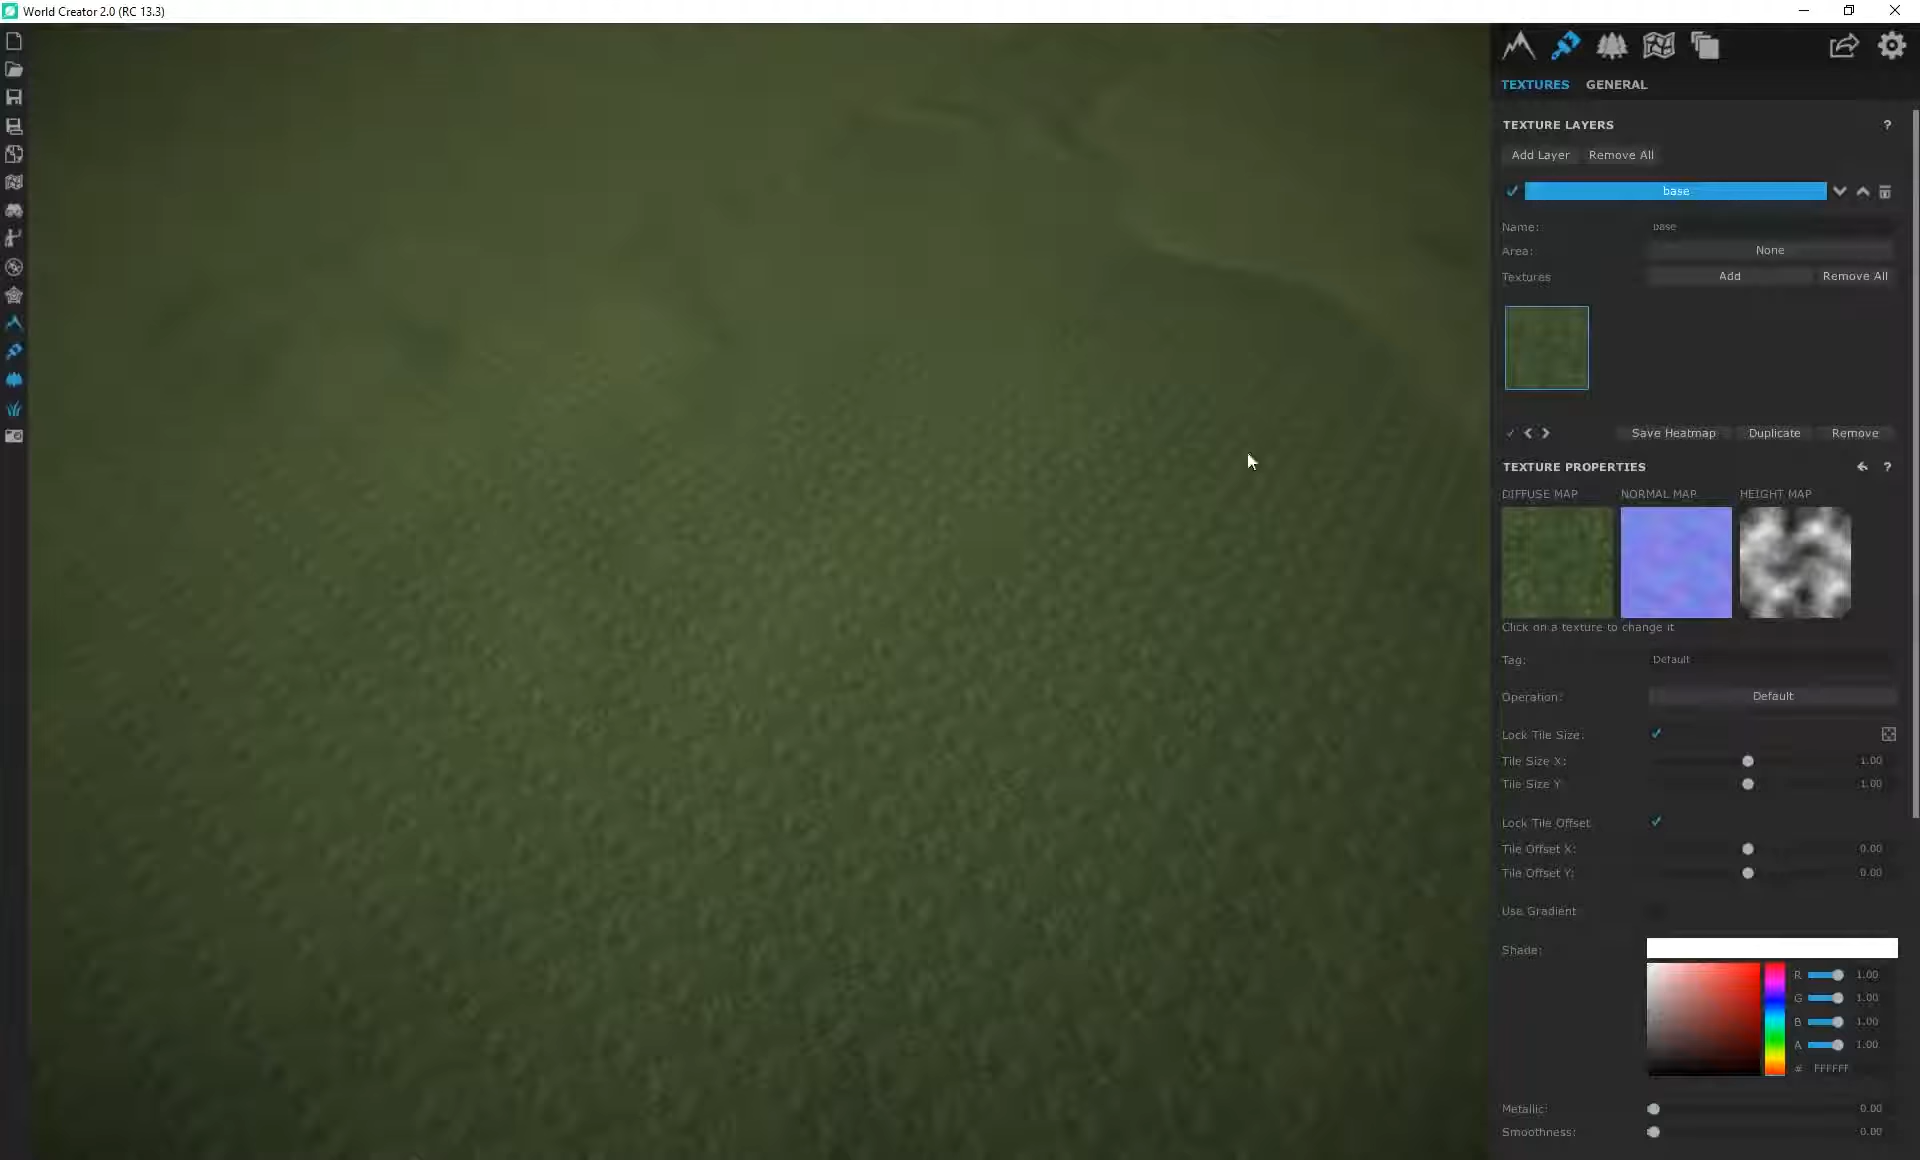 World Creator 2.0 (RC 13.3)
TEXTURES GENERAL
TEXTURE LAYERS ?
Add Layer Remove All
base
Name: base
Area: None
Textures Add Remove All
Save Heatmap Duplicate Remove
TEXTURE PROPERTIES ?
DIFFUSE MAP NORMAL MAP HEIGHT MAP
Click on a texture to change it
Tag: Default
Operation: Default
Lock Tile Size:
Tile Size X: 1.00
Tile Size Y: 1.00
Lock Tile Offset
Tile Offset X: 0.00
Tile Offset Y: 0.00
Use Gradient
Shade:
R 1.00
G 1.00
B 1.00
A 1.00
# FFFFFF
Metallic: 0.00
Smoothness: 0.00